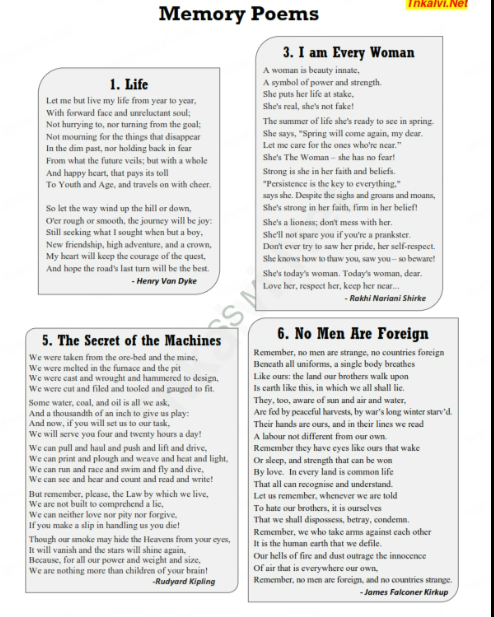 Tnkalvi.Net
Memory Poems
1. Life
Let me but live my life from year to year,
With forward face and unreluctant soul;
Not hurrying to, nor turning from the goal;
Not mourning for the things that disappear
In the dim past, nor holding back in fear
From what the future veils; but with a whole
And happy heart, that pays its toll
To Youth and Age, and travels on with cheer.
So let the way wind up the hill or down,
O'er rough or smooth, the journey will be joy:
Still seeking what I sought when but a boy,
New friendship, high adventure, and a crown,
My heart will keep the courage of the quest,
And hope the road's last turn will be the best.
- Henry Van Dyke
3. I am Every Woman
A woman is beauty innate,
A symbol of power and strength.
She puts her life at stake,
She's real, she's not fake!
The summer of life she's ready to see in spring.
She says, "Spring will come again, my dear.
Let me care for the ones who're near."
She's The Woman – she has no fear!
Strong is she in her faith and beliefs.
"Persistence is the key to everything,"
says she. Despite the sighs and groans and moans,
She's strong in her faith, firm in her belief!
She's a lioness; don't mess with her.
She'll not spare you if you're a prankster.
Don't ever try to saw her pride, her self-respect.
She knows how to thaw you, saw you – so beware!
She's today's woman. Today's woman, dear.
Love her, respect her, keep her near...
- Rakhi Nariani Shirke
5. The Secret of the Machines
We were taken from the ore-bed and the mine,
We were melted in the furnace and the pit
We were cast and wrought and hammered to design,
We were cut and filed and tooled and gauged to fit.
Some water, coal, and oil is all we ask,
And a thousandth of an inch to give us play:
And now, if you will set us to our task,
We will serve you four and twenty hours a day!
We can pull and haul and push and lift and drive,
We can print and plough and weave and heat and light,
We can run and race and swim and fly and dive,
We can see and hear and count and read and write!
But remember, please, the Law by which we live,
We are not built to comprehend a lie,
We can neither love nor pity nor forgive,
If you make a slip in handling us you die!
Though our smoke may hide the Heavens from your eyes,
It will vanish and the stars will shine again,
Because, for all our power and weight and size,
We are nothing more than children of your brain!
-Rudyard Kipling
6. No Men Are Foreign
Remember, no men are strange, no countries foreign
Beneath all uniforms, a single body breathes
Like ours: the land our brothers walk upon
Is earth like this, in which we all shall lie.
They, too, aware of sun and air and water,
Are fed by peaceful harvests, by war's long winter starv'd.
Their hands are ours, and in their lines we read
A labour not different from our own.
Remember they have eyes like ours that wake
Or sleep, and strength that can be won
By love. In every land is common life
That all can recognise and understand.
Let us remember, whenever we are told
To hate our brothers, it is ourselves
That we shall dispossess, betray, condemn.
Remember, we who take arms against each other
It is the human earth that we defile.
Our hells of fire and dust outrage the innocence
Of air that is everywhere our own,
Remember, no men are foreign, and no countries strange.
- James Falconer Kirkup